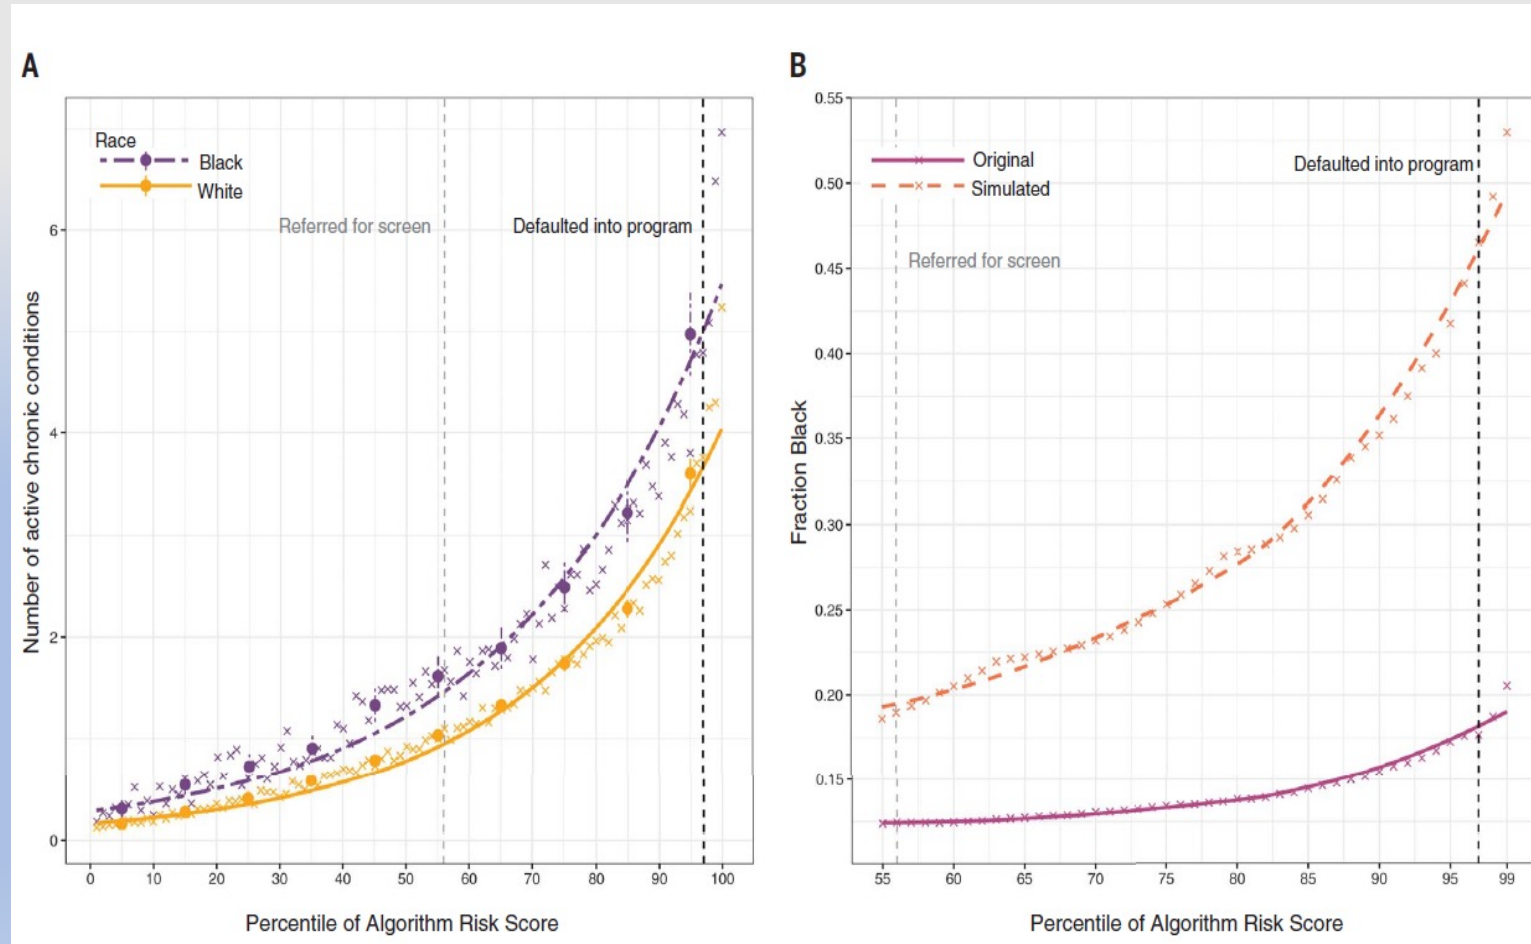 A
Race
Black
White
Referred for screen
Defaulted into program
6
4
2
0
Number of active chronic conditions
0 10 20 30 40 50 60 70 80 90 100
Percentile of Algorithm Risk Score
B
Original
Simulated
Defaulted into program
Referred for screen
0.55
0.50
0.45
0.40
0.35
0.30
0.25
0.20
0.15
Fraction Black
55 60 65 70 75 80 85 90 95 99
Percentile of Algorithm Risk Score